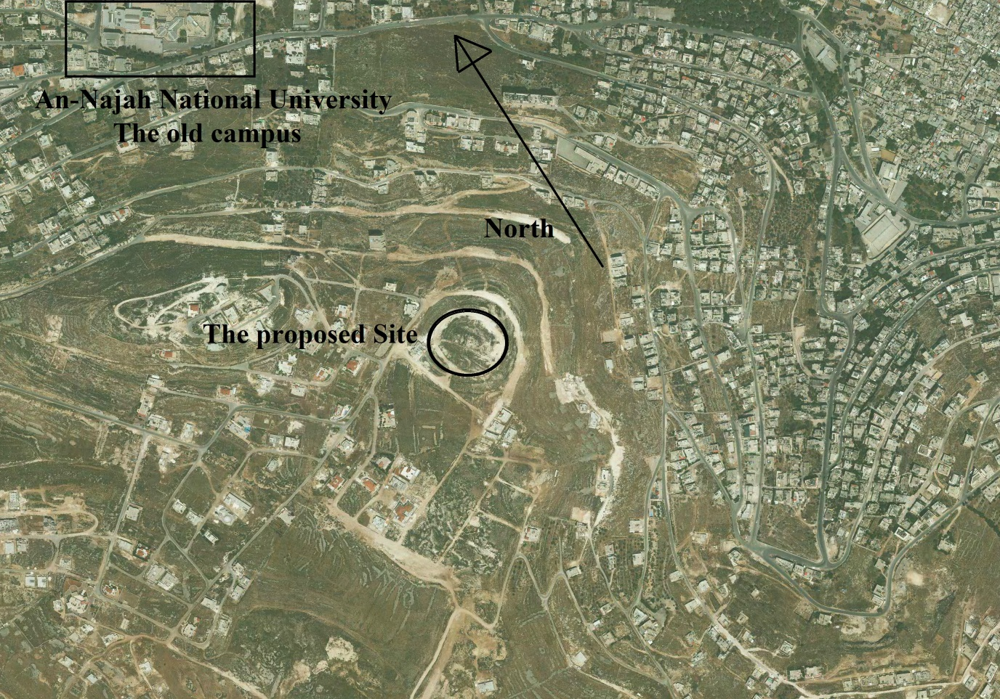 An-Najah National University
The old campus
North
The proposed Site